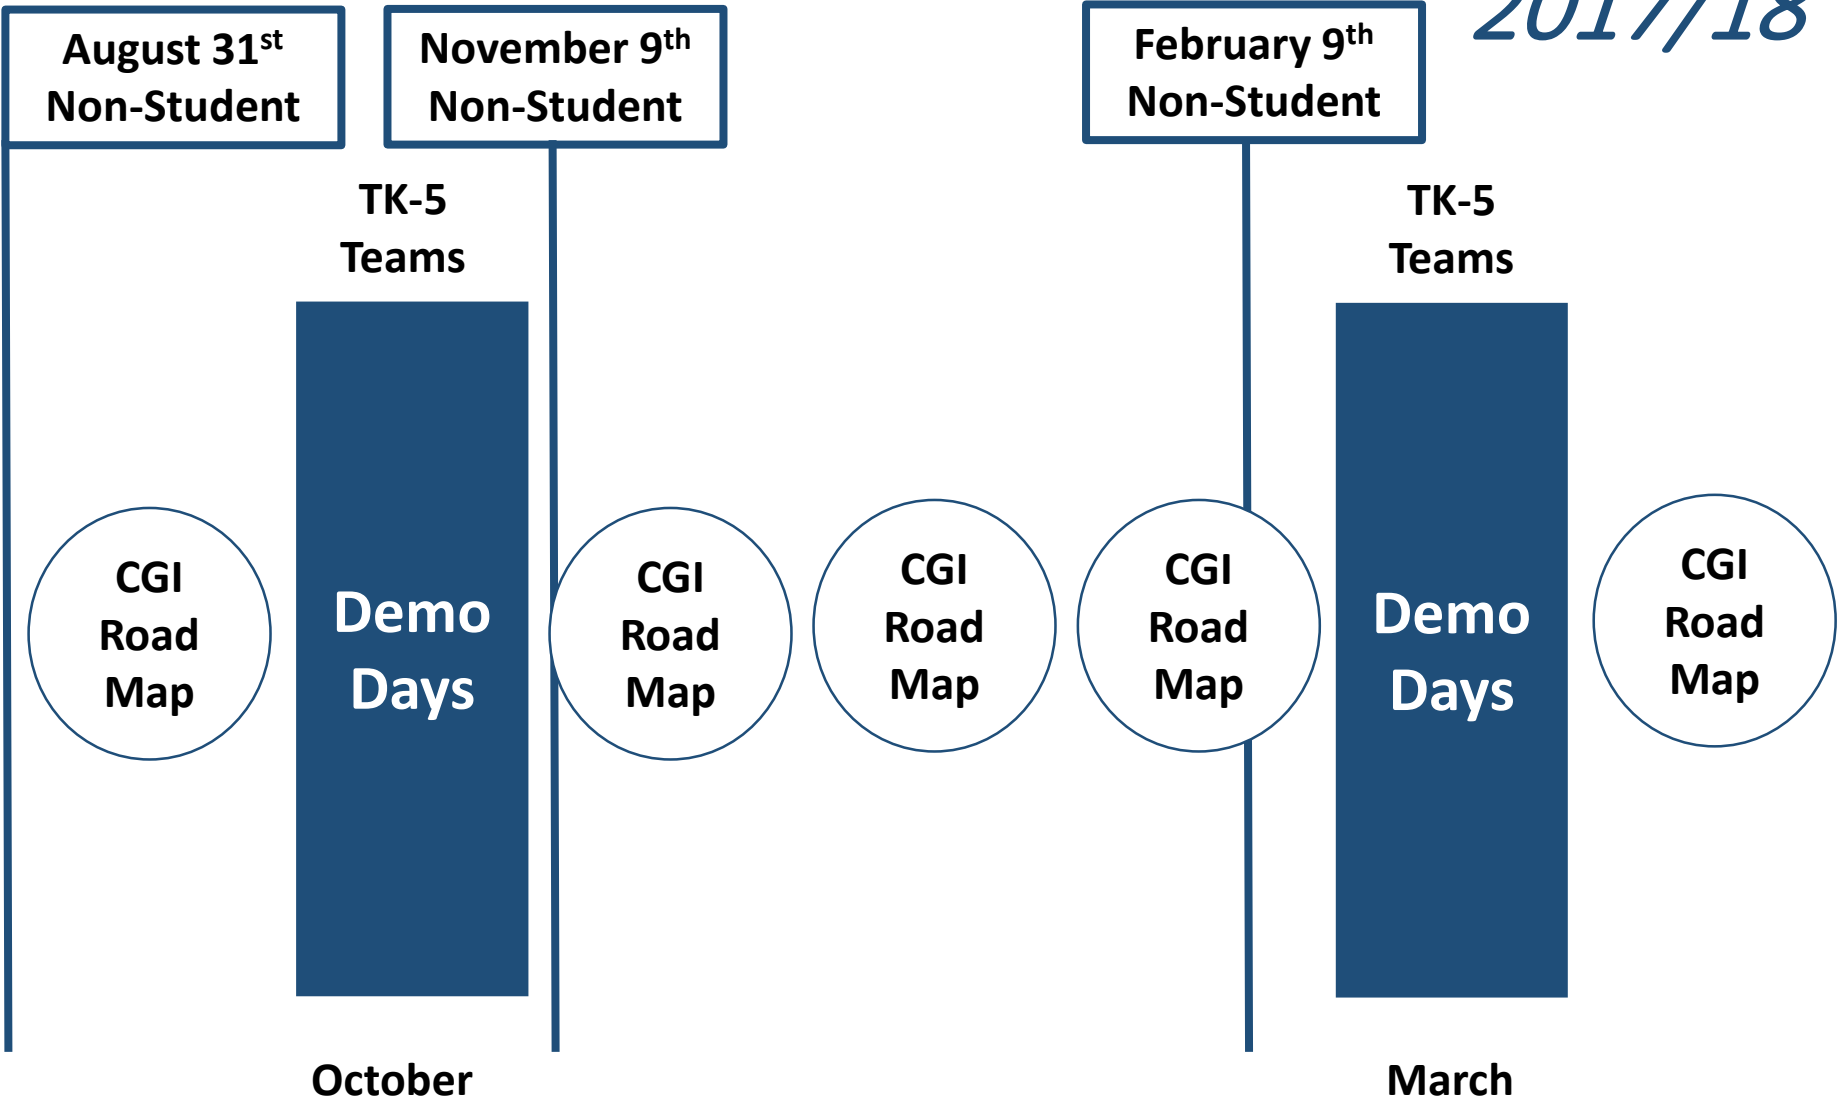 2017/18
August 31st
Non-Student
November 9th
Non-Student
February 9th
Non-Student
TK-5
Teams
TK-5
Teams
CGI
Road
Map
Demo
Days
CGI
Road
Map
CGI
Road
Map
CGI
Road
Map
Demo
Days
CGI
Road
Map
October
March